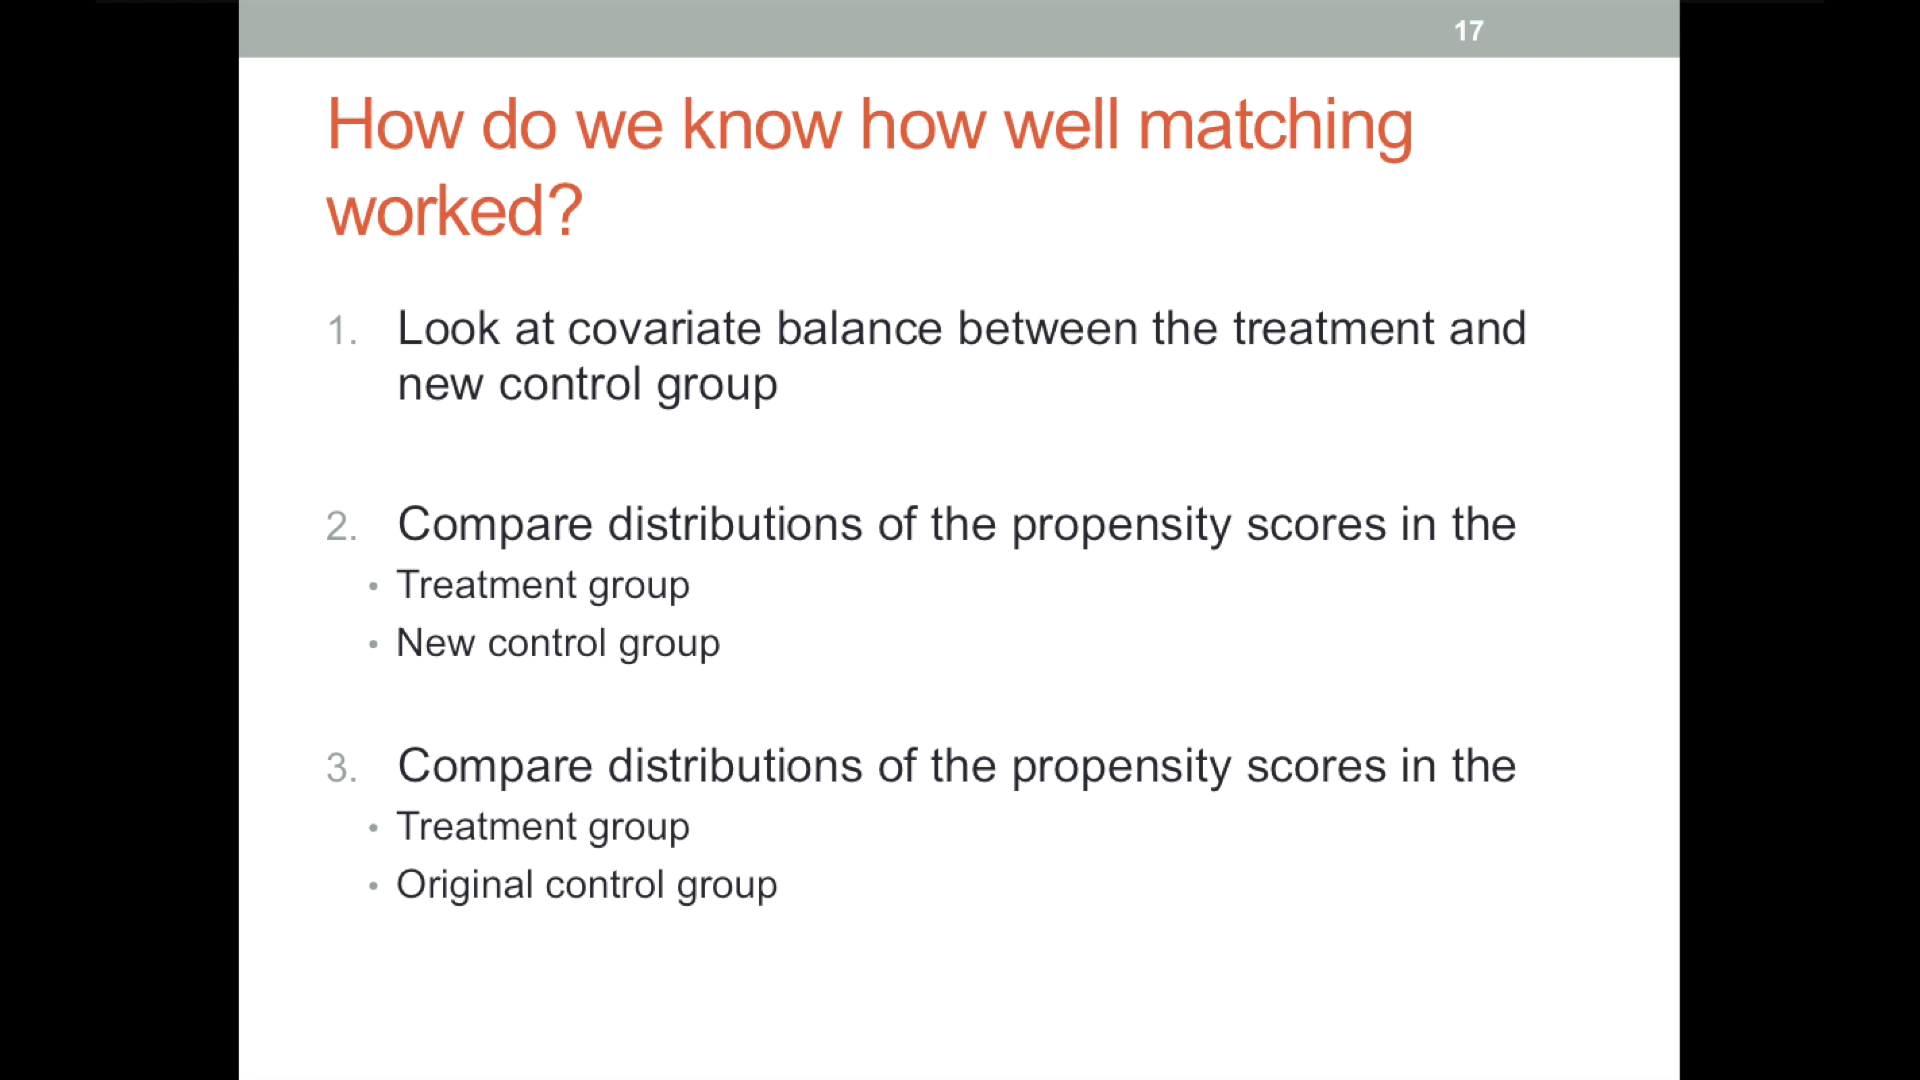 17
How do we know how well matching
worked?
1. Look at covariate balance between the treatment and
new control group
2. Compare distributions of the propensity scores in the
• Treatment group
• New control group
3. Compare distributions of the propensity scores in the
• Treatment group
• Original control group